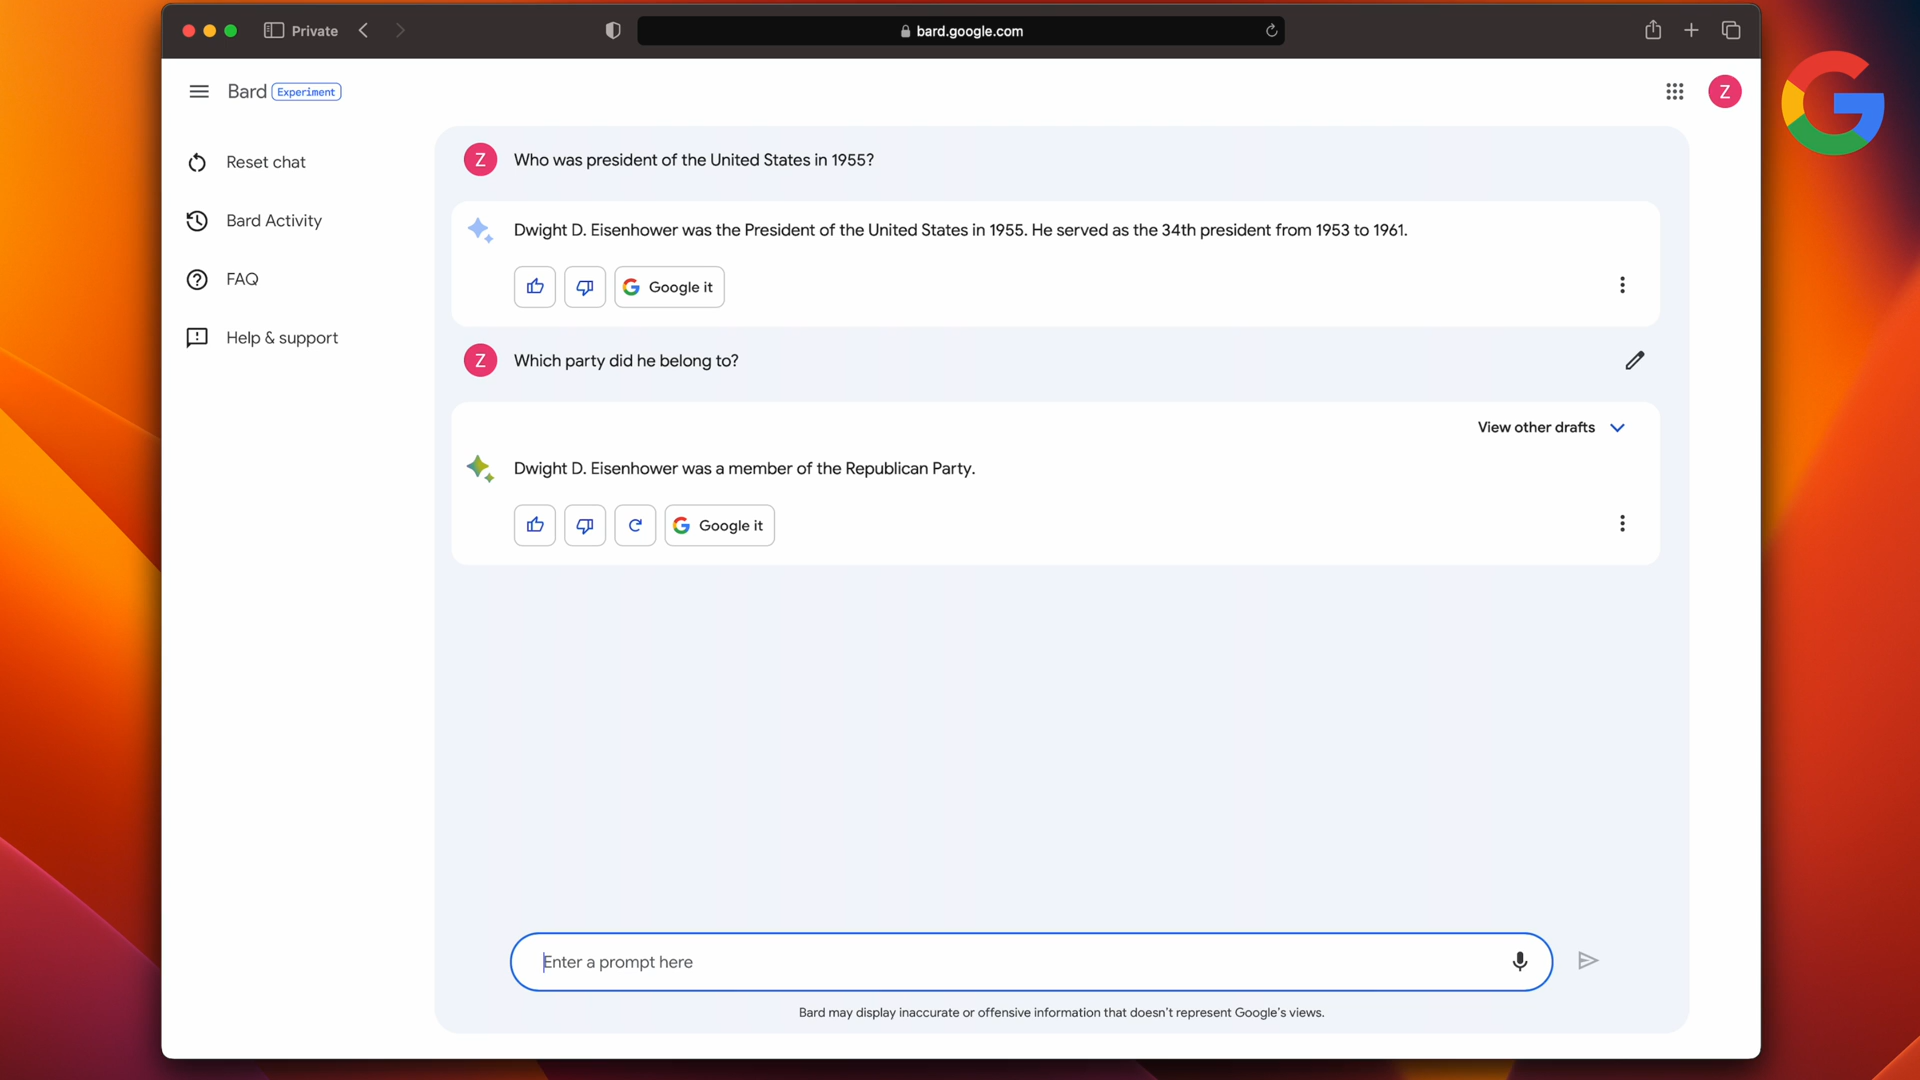 Private
bard.google.com
Bard Experiment
Z
Reset chat
Bard Activity
FAQ
Help & support
Z Who was president of the United States in 1955?
Dwight D. Eisenhower was the President of the United States in 1955. He served as the 34th president from 1953 to 1961.
Google it
Z Which party did he belong to?
View other drafts
Dwight D. Eisenhower was a member of the Republican Party.
Google it
Enter a prompt here
Bard may display inaccurate or offensive information that doesn't represent Google's views.